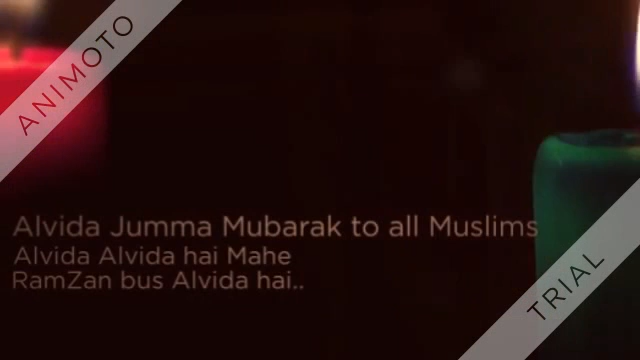 ANIMOTO
Alvida Jumma Mubarak to all Muslims
Alvida Alvida hai Mahe
RamZan bus Alvida hai..
TRIAL